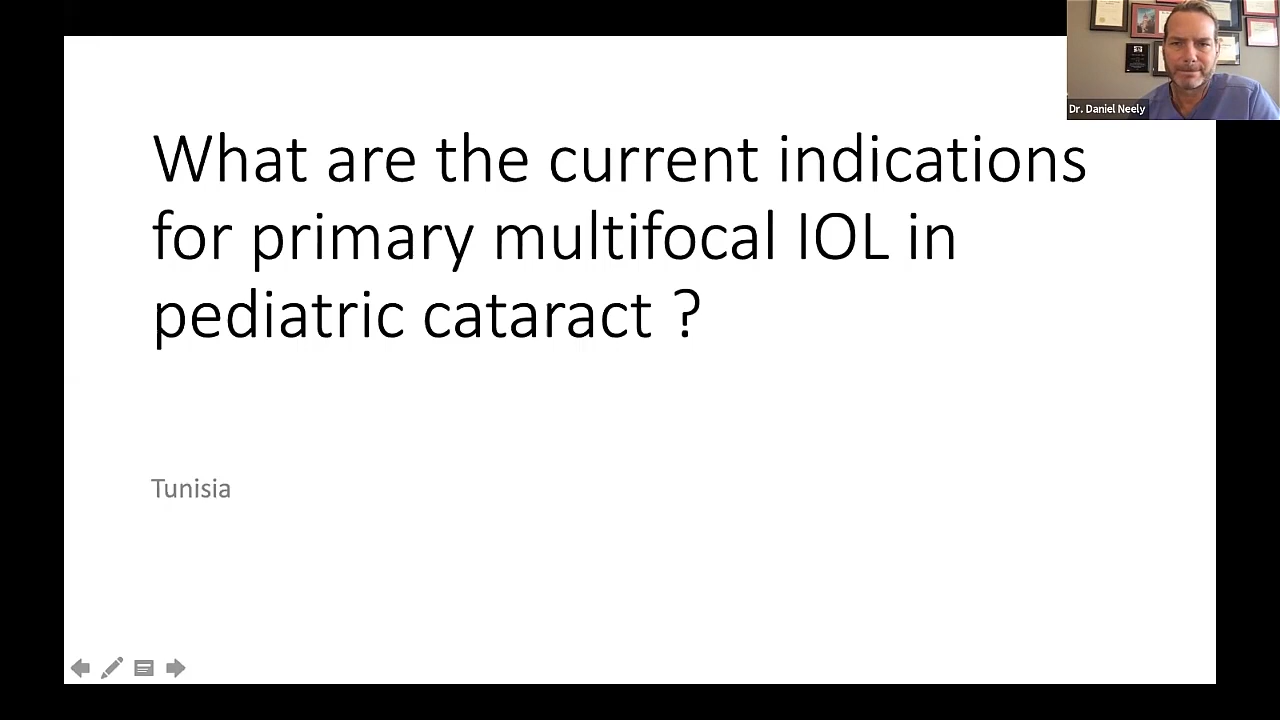 Dr. Daniel Neely
What are the current indications
for primary multifocal IOL in
pediatric cataract ?
Tunisia